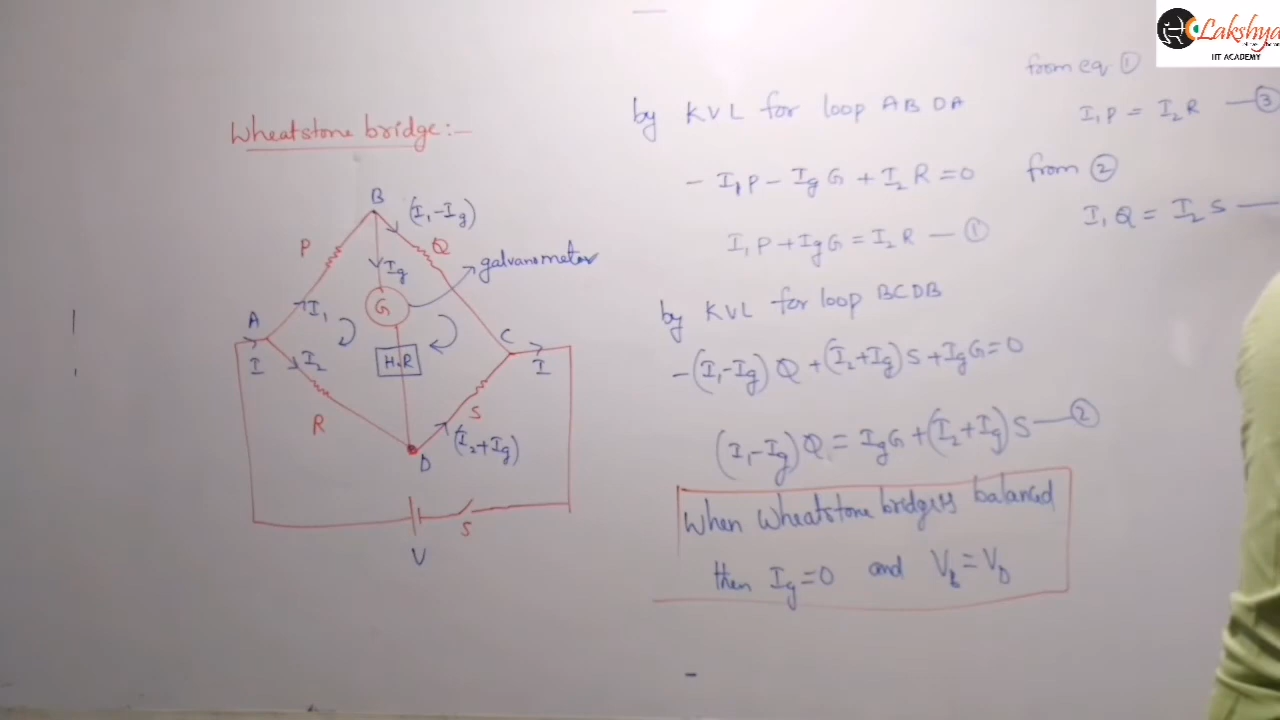 Lakshya
IIT ACADEMY
Wheatstone bridge:-
B
(I₁-Ig)
P
Q
Ig
galvanometer
G
A
I₁
C
I
I₂
H.R
I
R
S
D
(I₂+Ig)
V
S
by KVL for loop ABDA
- I₁P - IgG + I₂R = 0
I₁P + IgG = I₂R — ①
by KVL for loop BCDB
-(I₁-Ig)Q + (I₂+Ig)S + IgG = 0
(I₁-Ig)Q = IgG + (I₂+Ig)S — ②
When Wheatstone bridge is balanced
then Ig = 0 and V_B = V_D
from eq ①
I₁P = I₂R — ③
from ②
I₁Q = I₂S —